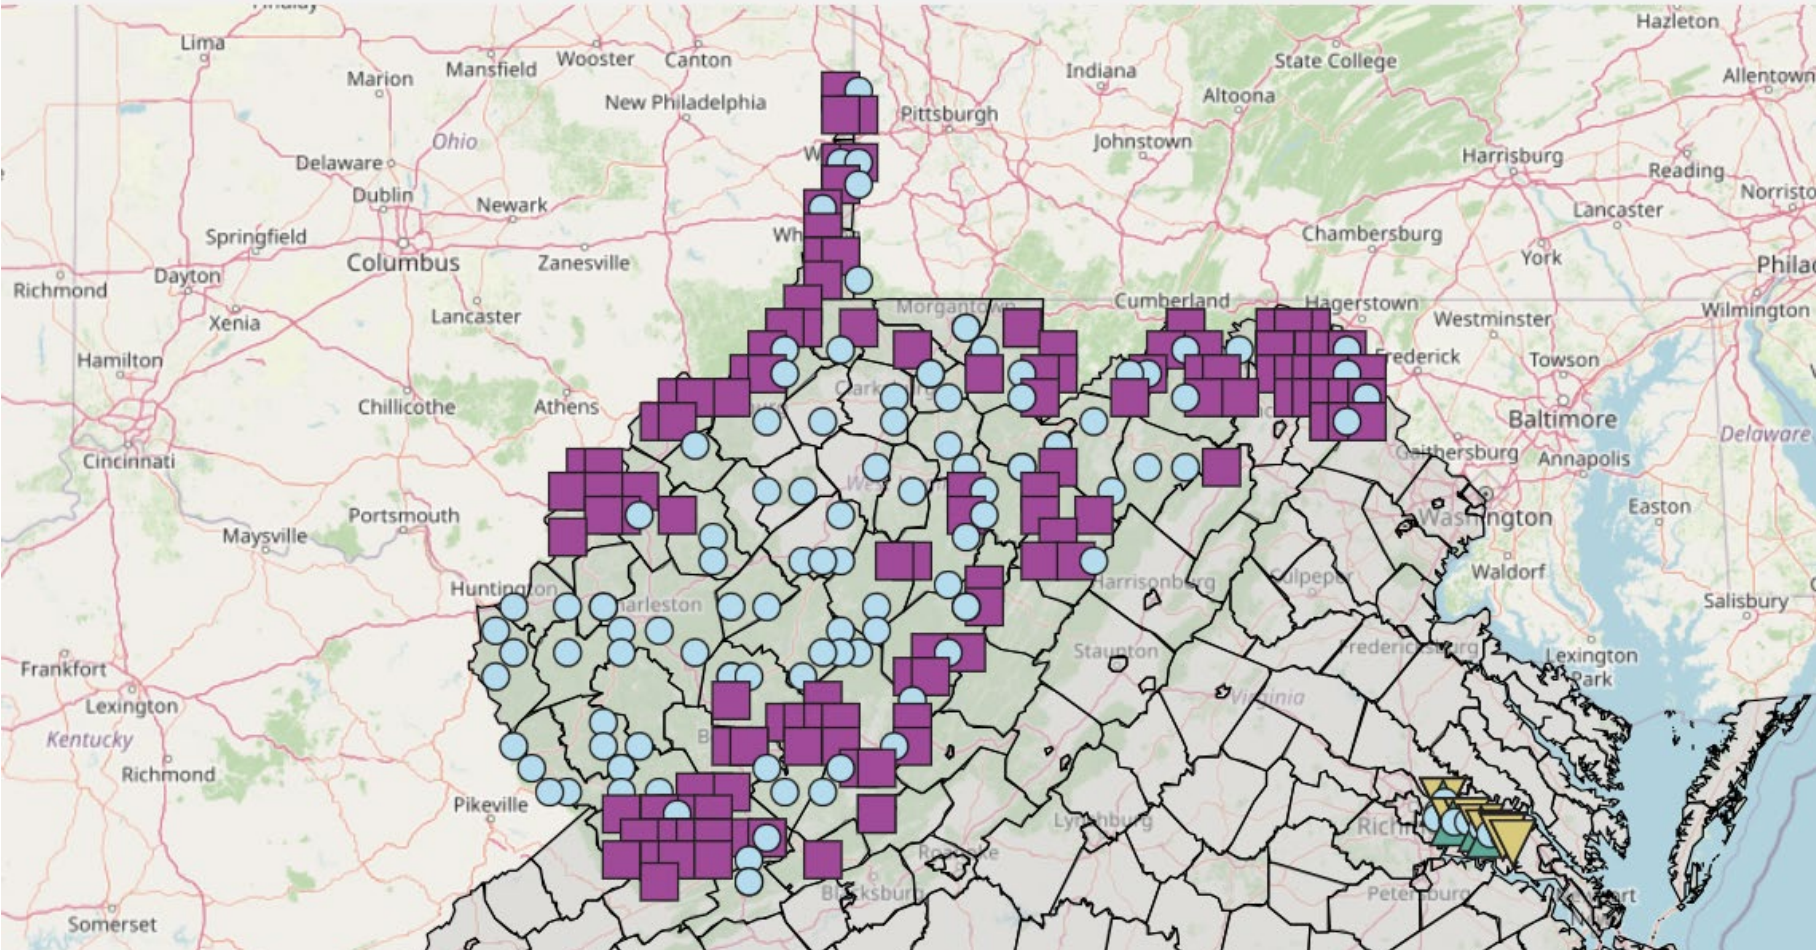 Hazleton
Lima
Wooster
Canton
Mansfield
Marion
Indiana
State College
Allentown
New Philadelphia
Altoona
Pittsburgh
Ohio
Johnstown
Delaware
Harrisburg
Reading
Dublin
Newark
Norristo
Lancaster
Springfield
Chambersburg
Columbus
Zanesville
York
Dayton
Philad
Richmond
Cumberland
Hagerstown
Morgantown
Wilmington
Lancaster
Xenia
Westminster
Hamilton
Frederick
Towson
Chillicothe
Athens
Baltimore
Delaware
Cincinnati
Gaithersburg
Annapolis
Portsmouth
Easton
Washington
Maysville
Waldorf
Harrisonburg
Culpeper
Huntington
Salisbury
Frankfort
Staunton
Fredericksburg
Lexington
Park
Lexington
Virginia
Kentucky
Richmond
Pikeville
Lynchburg
Blacksburg
Petersburg
Somerset